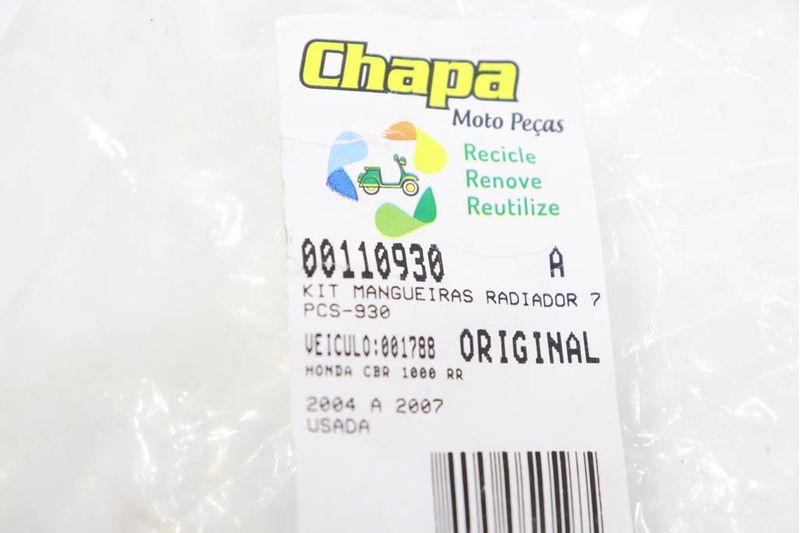 Chapa
Moto Peças
Recicle
Renove
Reutilize
00110930 A
KIT MANGUEIRAS RADIADOR 7
PCS-930
VEICULO:001788 ORIGINAL
HONDA CBR 1000 RR
2004 A 2007
USADA